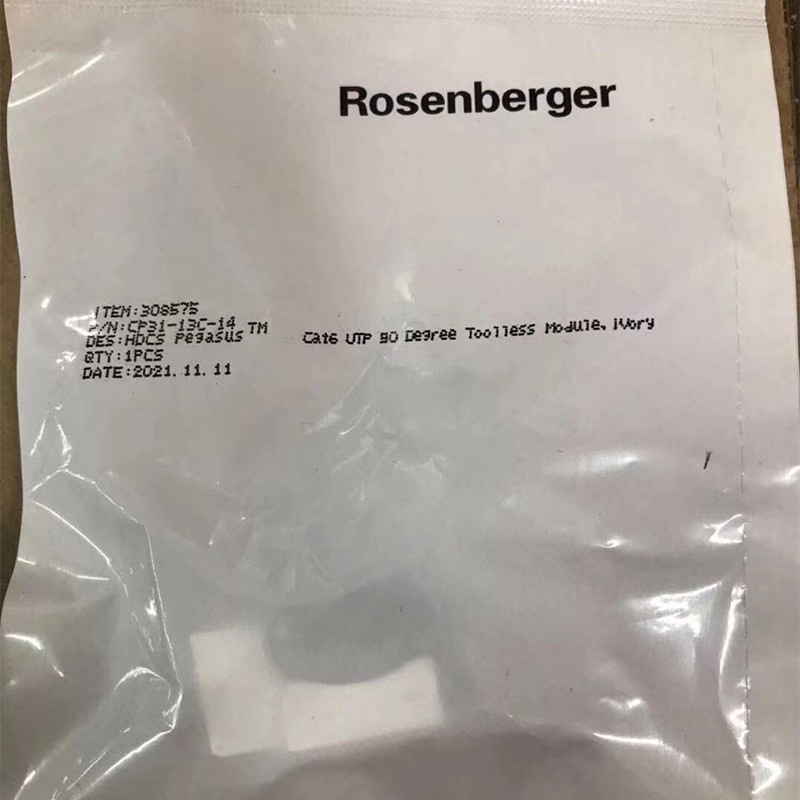 Rosenberger
ITEM:308575
P/N:CP31-13C-14
DES:HDCS Pegasus TM Cat6 UTP 90 Degree Toolless Module, Ivory
QTY:1PCS
DATE:2021.11.11